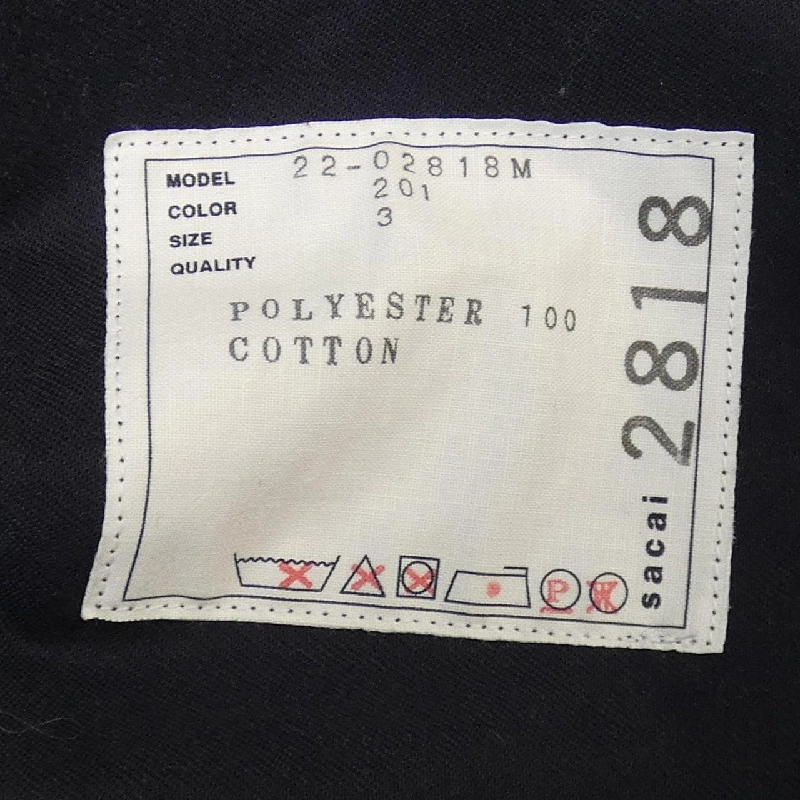 MODEL 22-02818M
COLOR 201
SIZE 3
QUALITY
POLYESTER 100
COTTON
P
W
sacai 2818